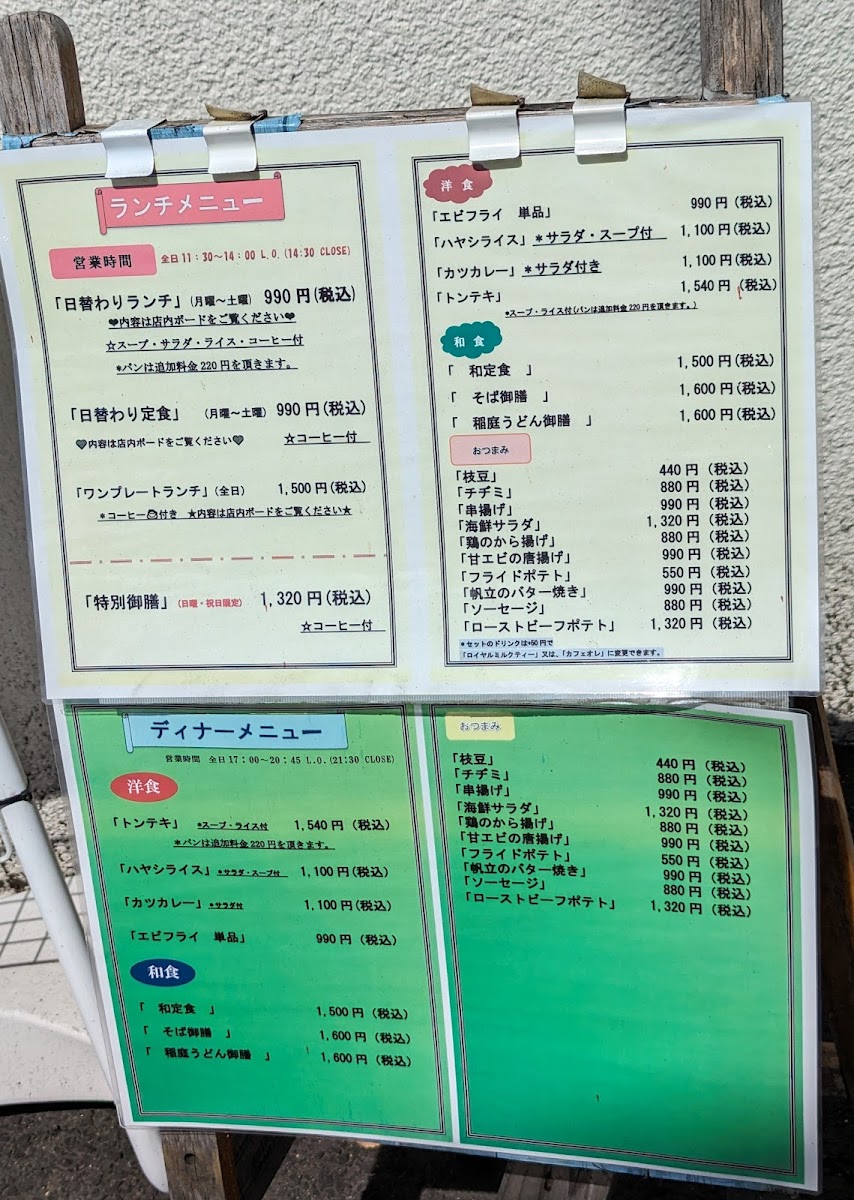 ランチメニュー
営業時間 全日11:30〜14:00 L.O.(14:30 CLOSE)
「日替わりランチ」(月曜〜土曜) 990円(税込)
❤内容は店内ボードをご覧ください❤
☆スープ・サラダ・ライス・コーヒー付
*パンは追加料金220円を頂きます。
「日替わり定食」 (月曜〜土曜) 990円(税込)
❤内容は店内ボードをご覧ください❤ ☆コーヒー付
「ワンプレートランチ」(全日) 1,500円(税込)
*コーヒー付き ★内容は店内ボードをご覧ください★
「特別御膳」(日曜・祝日限定) 1,320円(税込)
☆コーヒー付
洋食
「エビフライ 単品」 990円(税込)
「ハヤシライス」*サラダ・スープ付 1,100円(税込)
「カツカレー」*サラダ付き 1,100円(税込)
「トンテキ」 1,540円(税込)
*スープ・ライス付(パンは追加料金220円を頂きます。)
和食
「 和定食 」 1,500円(税込)
「 そば御膳 」 1,600円(税込)
「 稲庭うどん御膳 」 1,600円(税込)
おつまみ
「枝豆」 440円(税込)
「チヂミ」 880円(税込)
「串揚げ」 990円(税込)
「海鮮サラダ」 1,320円(税込)
「鶏のから揚げ」 880円(税込)
「甘エビの唐揚げ」 990円(税込)
「フライドポテト」 550円(税込)
「帆立のバター焼き」 990円(税込)
「ソーセージ」 880円(税込)
「ローストビーフポテト」 1,320円(税込)
*セットのドリンクは+50円で
「ロイヤルミルクティー」又は、「カフェオレ」に変更できます。
ディナーメニュー
営業時間 全日17:00〜20:45 L.O.(21:30 CLOSE)
洋食
「トンテキ」 *スープ・ライス付 1,540円(税込)
*パンは追加料金220円を頂きます。
「ハヤシライス」*サラダ・スープ付 1,100円(税込)
「カツカレー」*サラダ付 1,100円(税込)
「エビフライ 単品」 990円(税込)
和食
「 和定食 」 1,500円(税込)
「 そば御膳 」 1,600円(税込)
「 稲庭うどん御膳 」 1,600円(税込)
おつまみ
「枝豆」 440円(税込)
「チヂミ」 880円(税込)
「串揚げ」 990円(税込)
「海鮮サラダ」 1,320円(税込)
「鶏のから揚げ」 880円(税込)
「甘エビの唐揚げ」 990円(税込)
「フライドポテト」 550円(税込)
「帆立のバター焼き」 990円(税込)
「ソーセージ」 880円(税込)
「ローストビーフポテト」 1,320円(税込)